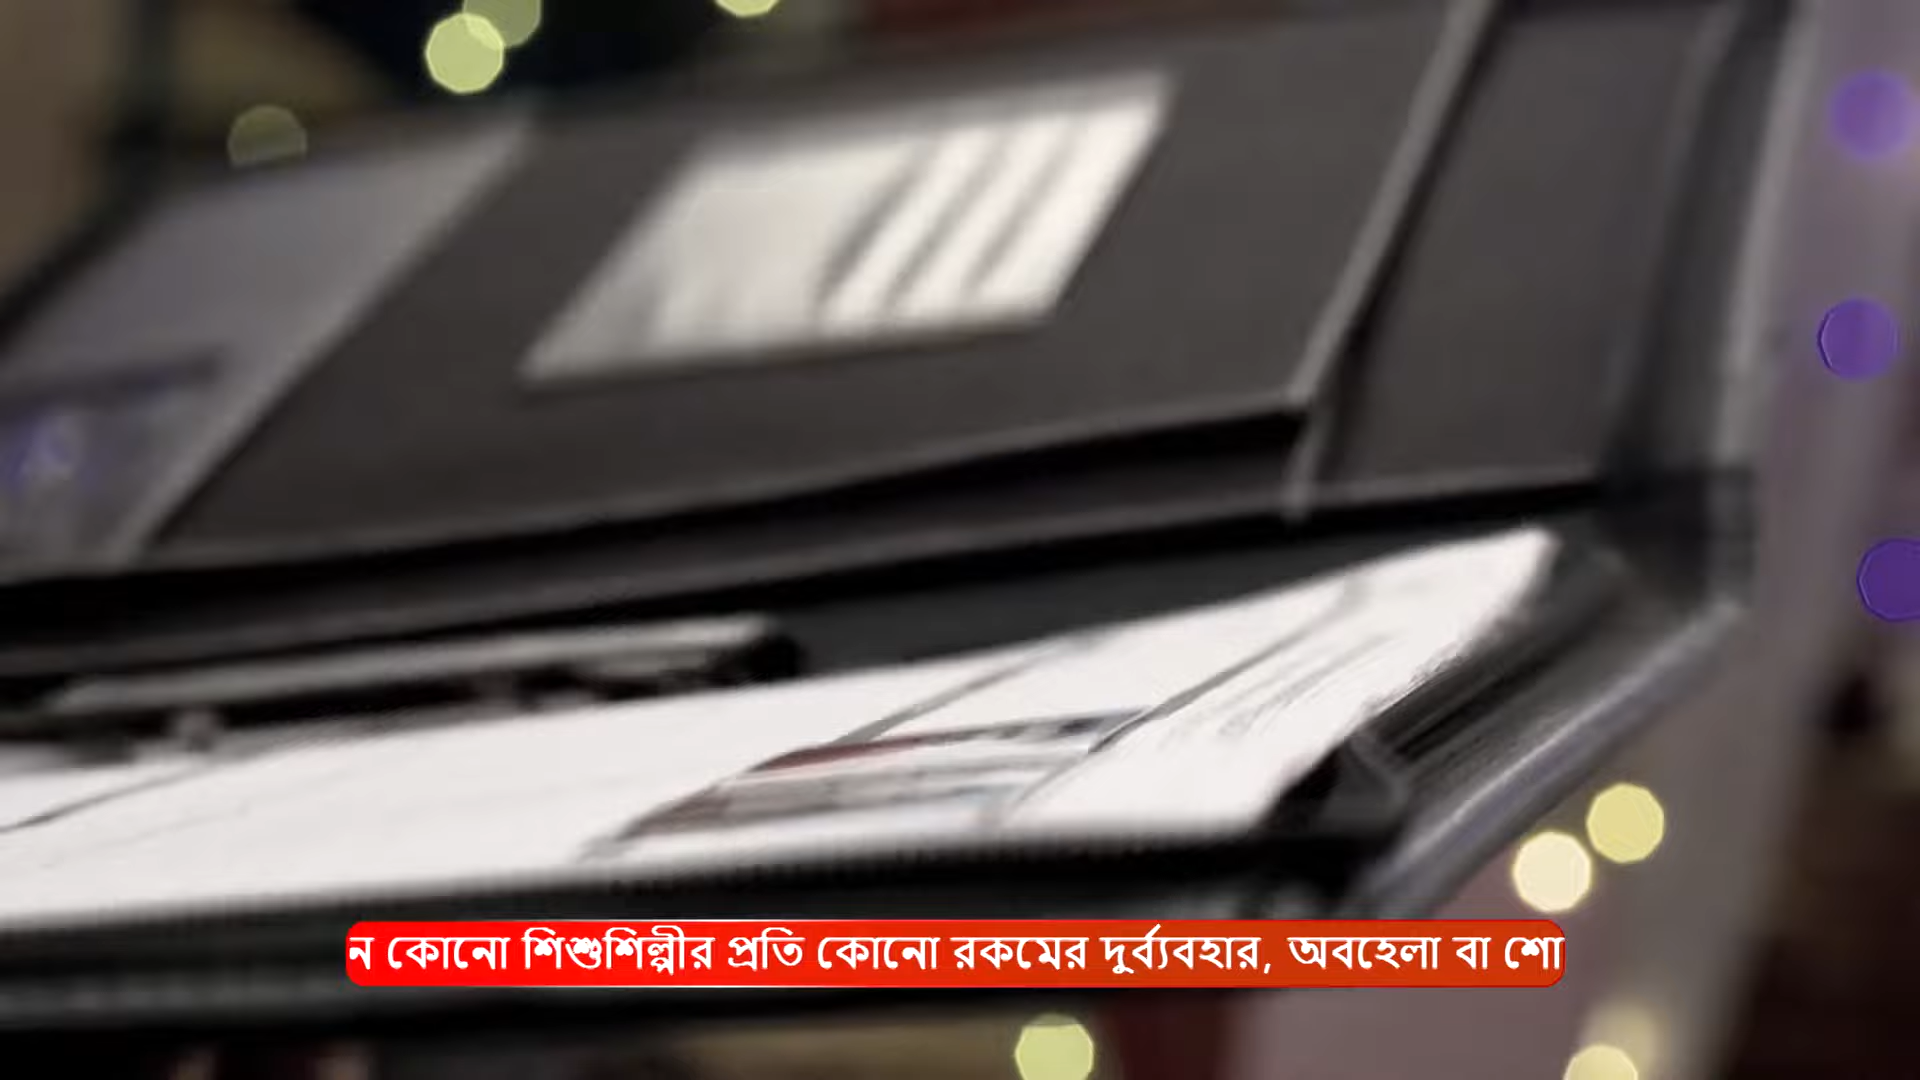 ন কোনো শিশুশিল্পীর প্রতি কোনো রকমের দুর্ব্যবহার, অবহেলা বা শো